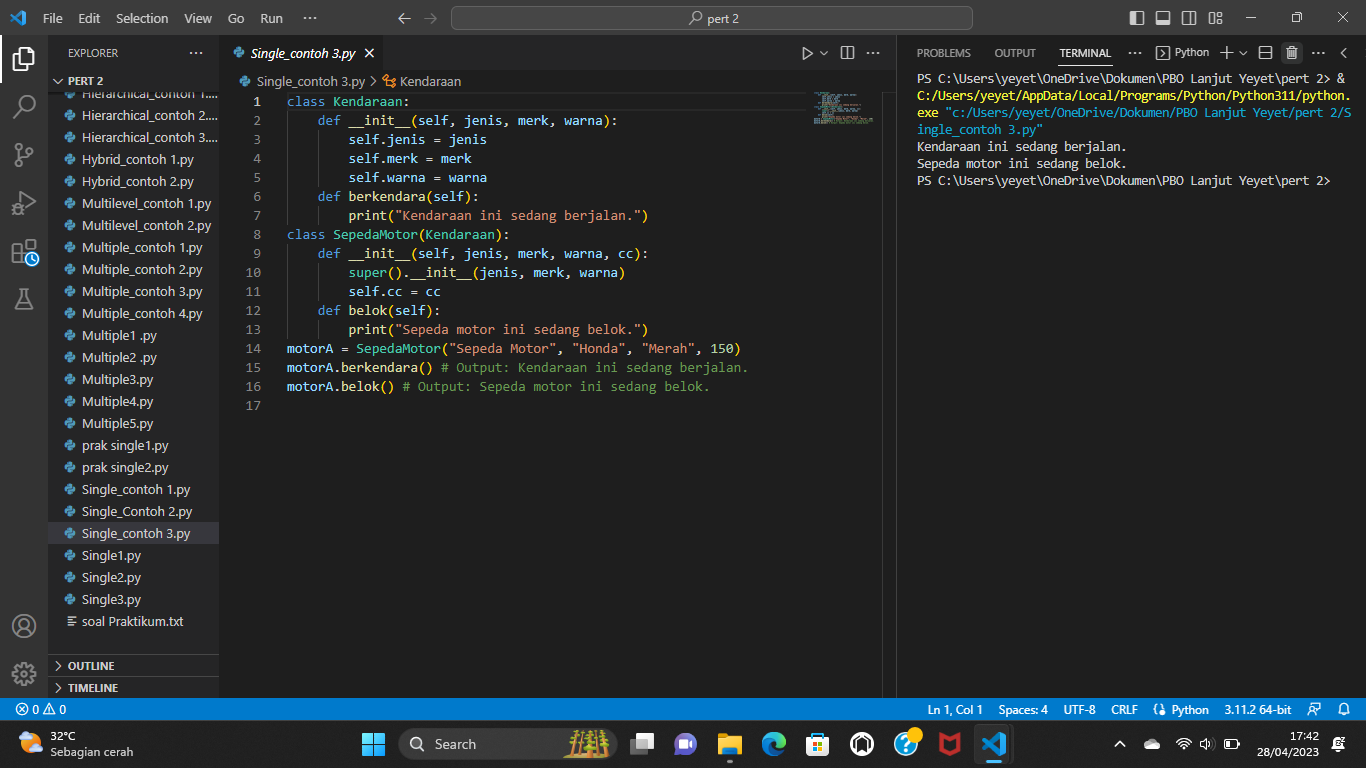 File Edit Selection View Go Run ··· pert 2
EXPLORER ···
PERT 2
Hierarchical_contoh 1....
Hierarchical_contoh 2....
Hierarchical_contoh 3....
Hybrid_contoh 1.py
Hybrid_contoh 2.py
Multilevel_contoh 1.py
Multilevel_contoh 2.py
Multiple_contoh 1.py
Multiple_contoh 2.py
Multiple_contoh 3.py
Multiple_contoh 4.py
Multiple1 .py
Multiple2 .py
Multiple3.py
Multiple4.py
Multiple5.py
prak single1.py
prak single2.py
Single_contoh 1.py
Single_Contoh 2.py
Single_contoh 3.py
Single1.py
Single2.py
Single3.py
soal Praktikum.txt
OUTLINE
TIMELINE
Single_contoh 3.py
Single_contoh 3.py > Kendaraan
1 class Kendaraan:
2     def __init__(self, jenis, merk, warna):
3         self.jenis = jenis
4         self.merk = merk
5         self.warna = warna
6     def berkendara(self):
7         print("Kendaraan ini sedang berjalan.")
8 class SepedaMotor(Kendaraan):
9     def __init__(self, jenis, merk, warna, cc):
10         super().__init__(jenis, merk, warna)
11         self.cc = cc
12     def belok(self):
13         print("Sepeda motor ini sedang belok.")
14 motorA = SepedaMotor("Sepeda Motor", "Honda", "Merah", 150)
15 motorA.berkendara() # Output: Kendaraan ini sedang berjalan.
16 motorA.belok() # Output: Sepeda motor ini sedang belok.
17
PROBLEMS OUTPUT TERMINAL ··· Python ···
PS C:\Users\yeyet\OneDrive\Dokumen\PBO Lanjut Yeyet\pert 2> &
C:/Users/yeyet/AppData/Local/Programs/Python/Python311/python.
exe "c:/Users/yeyet/OneDrive/Dokumen/PBO Lanjut Yeyet/pert 2/S
ingle_contoh 3.py"
Kendaraan ini sedang berjalan.
Sepeda motor ini sedang belok.
PS C:\Users\yeyet\OneDrive\Dokumen\PBO Lanjut Yeyet\pert 2>
0 0 Ln 1, Col 1 Spaces: 4 UTF-8 CRLF Python 3.11.2 64-bit
32°C
Sebagian cerah
Search
17:42
28/04/2023